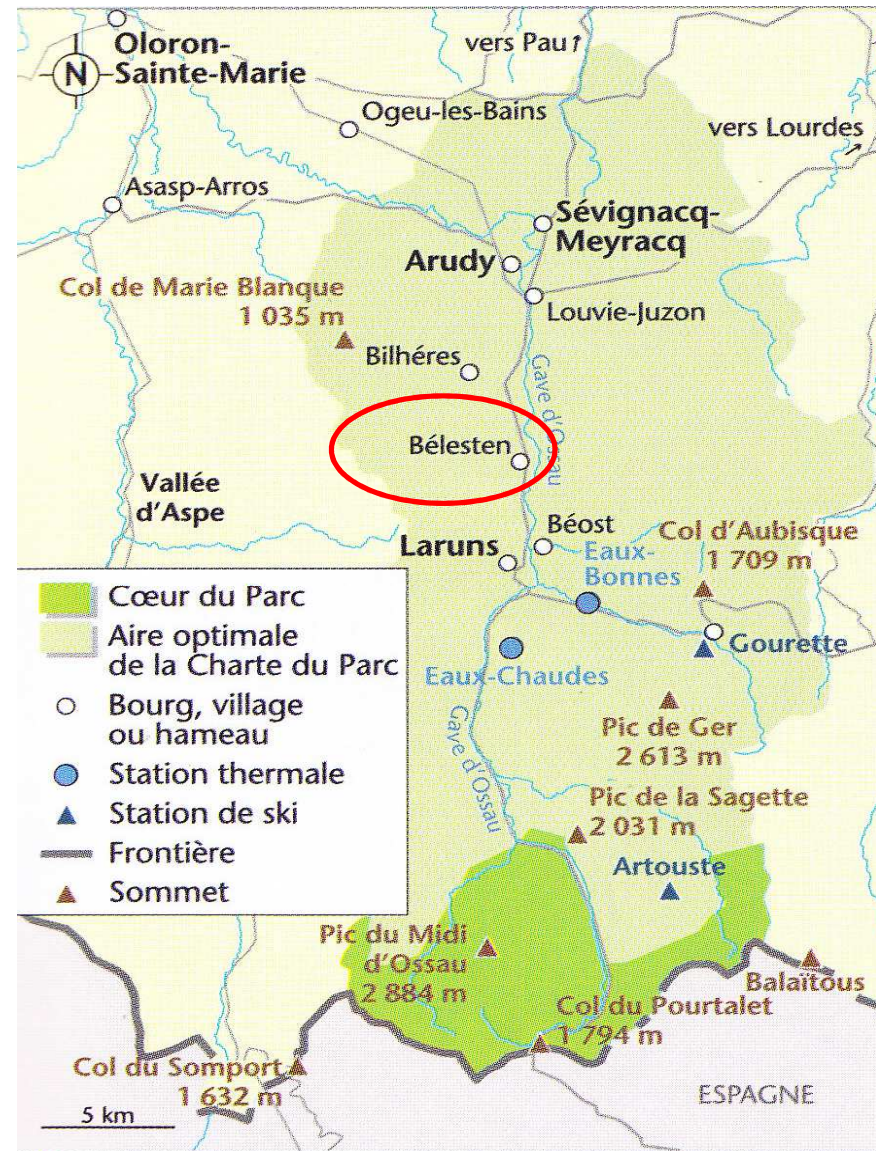 Oloron-
Sainte-Marie
N
vers Pau↑
Ogeu-les-Bains
vers Lourdes
Asasp-Arros
Sévignacq-
Meyracq
Arudy
Col de Marie Blanque
1 035 m
Louvie-Juzon
Bilhéres
Gave d'Ossau
Bélesten
Vallée
d'Aspe
Béost
Laruns
Col d'Aubisque
1 709 m
Eaux-
Bonnes
Gourette
Eaux-Chaudes
Cœur du Parc
Aire optimale
de la Charte du Parc
Bourg, village
ou hameau
Station thermale
Station de ski
Frontière
Sommet
Gave d'Ossau
Pic de Ger
2 613 m
Pic de la Sagette
2 031 m
Artouste
Pic du Midi
d'Ossau
2 884 m
Balaïtous
Col du Pourtalet
1 794 m
Col du Somport
1 632 m
ESPAGNE
5 km